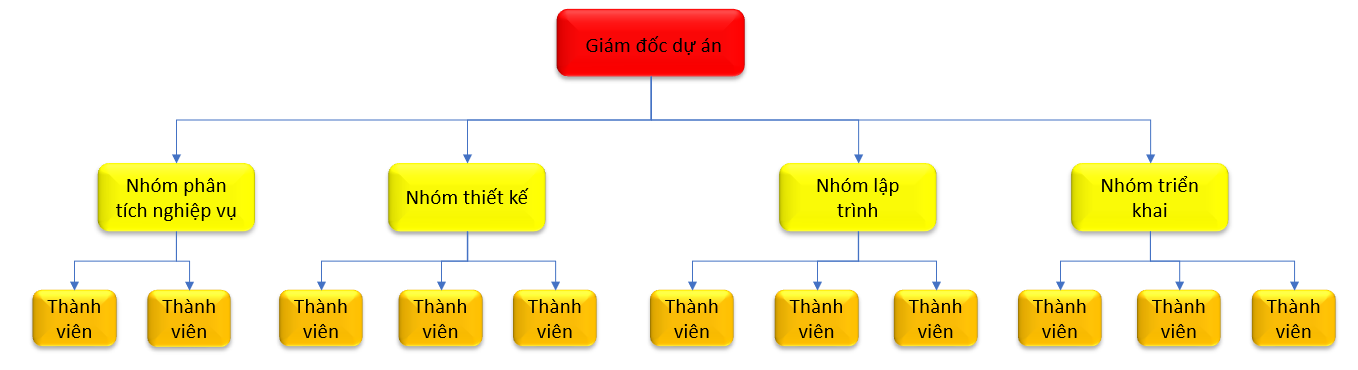 Giám đốc dự án
Nhóm phân
tích nghiệp vụ
Nhóm thiết kế
Nhóm lập
trình
Nhóm triển
khai
Thành
viên
Thành
viên
Thành
viên
Thành
viên
Thành
viên
Thành
viên
Thành
viên
Thành
viên
Thành
viên
Thành
viên
Thành
viên